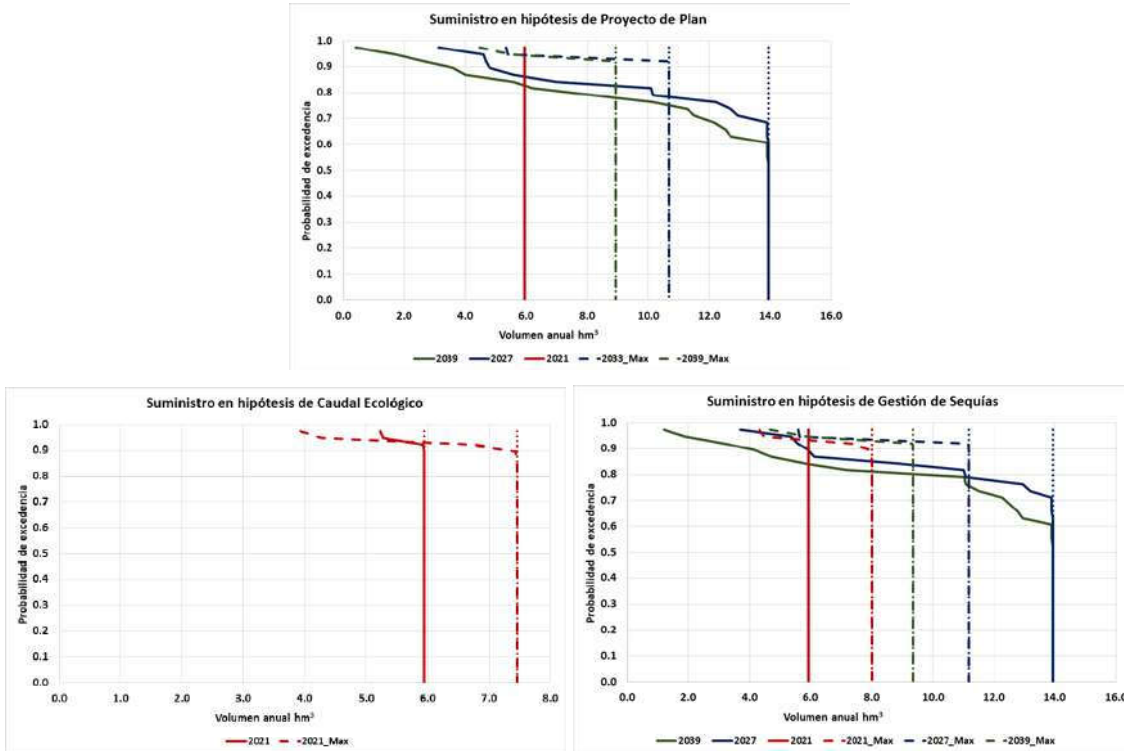 Suministro en hipótesis de Proyecto de Plan
Probabilidad de excedencia
1.0
0.9
0.8
0.7
0.6
0.5
0.4
0.3
0.2
0.1
0.0
0.0 2.0 4.0 6.0 8.0 10.0 12.0 14.0 16.0
Volumen anual hm³
2039 2027 2021 2033_Max 2039_Max
Suministro en hipótesis de Caudal Ecológico
Probabilidad de excedencia
1.0
0.9
0.8
0.7
0.6
0.5
0.4
0.3
0.2
0.1
0.0
0.0 1.0 2.0 3.0 4.0 5.0 6.0 7.0 8.0
Volumen anual hm³
2021 2021_Max
Suministro en hipótesis de Gestión de Sequías
Probabilidad de excedencia
1.0
0.9
0.8
0.7
0.6
0.5
0.4
0.3
0.2
0.1
0.0
0.0 2.0 4.0 6.0 8.0 10.0 12.0 14.0 16.0
Volumen anual hm³
2039 2027 2021 2021_Max 2027_Max 2039_Max